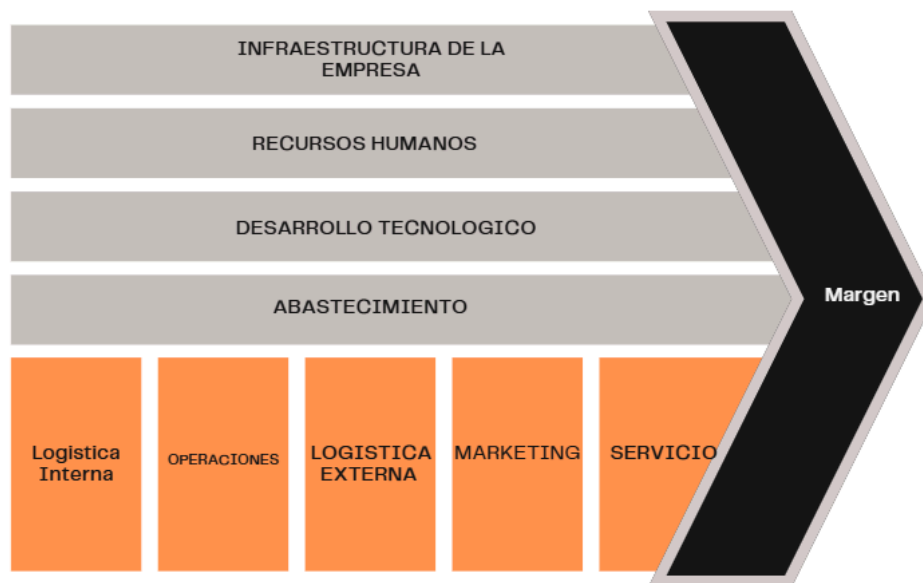 INFRAESTRUCTURA DE LA
EMPRESA
RECURSOS HUMANOS
DESARROLLO TECNOLOGICO
ABASTECIMIENTO
Margen
Logistica
Interna
OPERACIONES
LOGISTICA
EXTERNA
MARKETING
SERVICIO